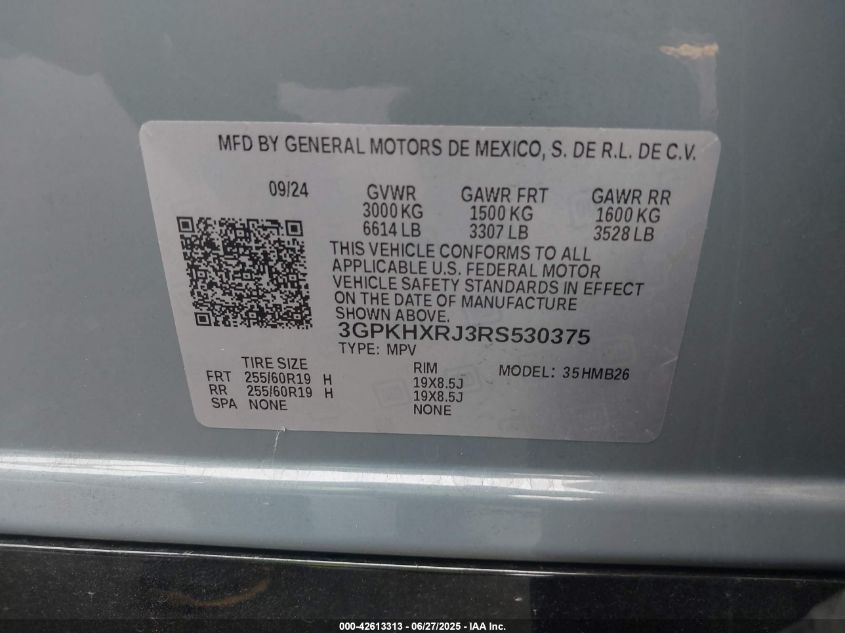 MFD BY GENERAL MOTORS DE MEXICO, S. DE R.L. DE C.V.
09/24 GVWR GAWR FRT GAWR RR
3000 KG 1500 KG 1600 KG
6614 LB 3307 LB 3528 LB
THIS VEHICLE CONFORMS TO ALL
APPLICABLE U.S. FEDERAL MOTOR
VEHICLE SAFETY STANDARDS IN EFFECT
ON THE DATE OF MANUFACTURE
SHOWN ABOVE.
3GPKHXRJ3RS530375
TYPE: MPV
TIRE SIZE RIM MODEL: 35HMB26
FRT 255/60R19 H 19X8.5J
RR 255/60R19 H 19X8.5J
SPA NONE NONE
000-42613313 - 06/27/2025 - IAA Inc.